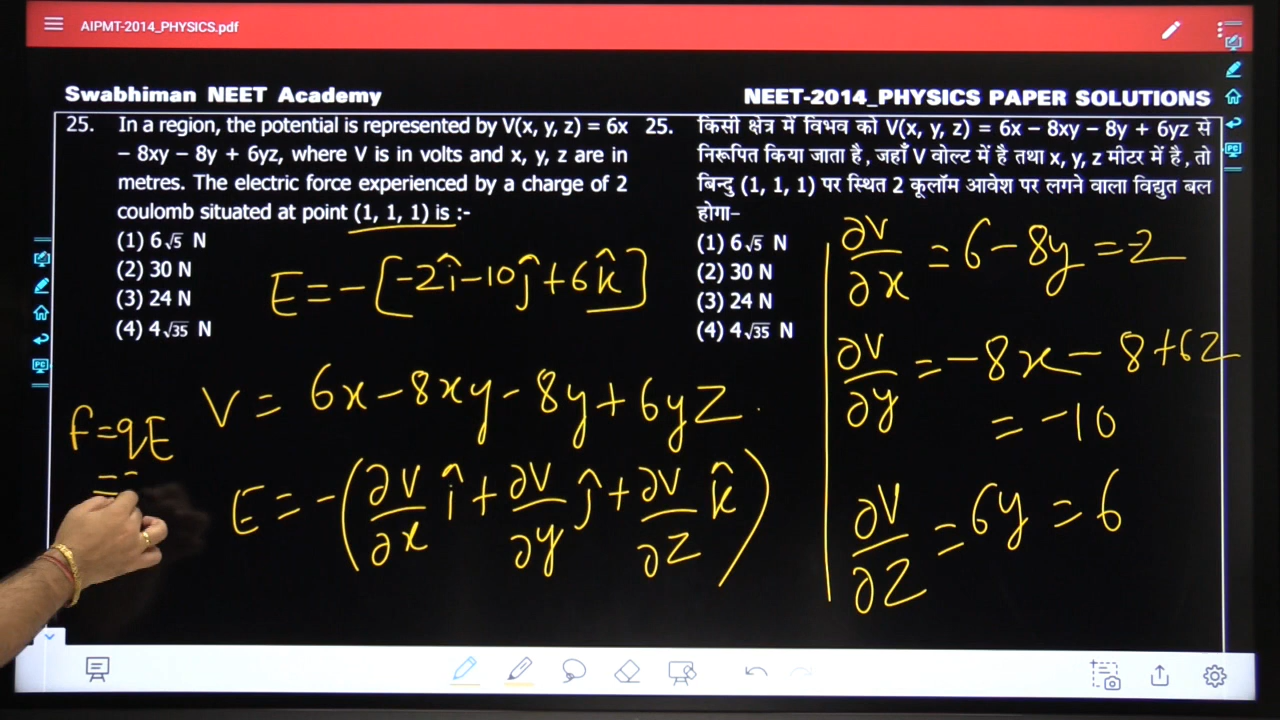 AIPMT-2014_PHYSICS.pdf
Swabhiman NEET Academy
NEET-2014_PHYSICS PAPER SOLUTIONS
25. In a region, the potential is represented by V(x, y, z) = 6x
– 8xy – 8y + 6yz, where V is in volts and x, y, z are in
metres. The electric force experienced by a charge of 2
coulomb situated at point (1, 1, 1) is :-
(1) 6√5 N
(2) 30 N
(3) 24 N
(4) 4√35 N
25. किसी क्षेत्र में विभव को V(x, y, z) = 6x – 8xy – 8y + 6yz से
निरूपित किया जाता है, जहाँ V वोल्ट में है तथा x, y, z मीटर में है, तो
बिन्दु (1, 1, 1) पर स्थित 2 कूलॉम आवेश पर लगने वाला विद्युत बल
होगा–
(1) 6√5 N
(2) 30 N
(3) 24 N
(4) 4√35 N
E = -[-2î - 10ĵ + 6k̂]
V = 6x - 8xy - 8y + 6yz
F = qE
=
E = -(∂V/∂x î + ∂V/∂y ĵ + ∂V/∂z k̂)
∂V/∂x = 6 - 8y = -2
∂V/∂y = -8x - 8 + 6z
= -10
∂V/∂z = 6y = 6